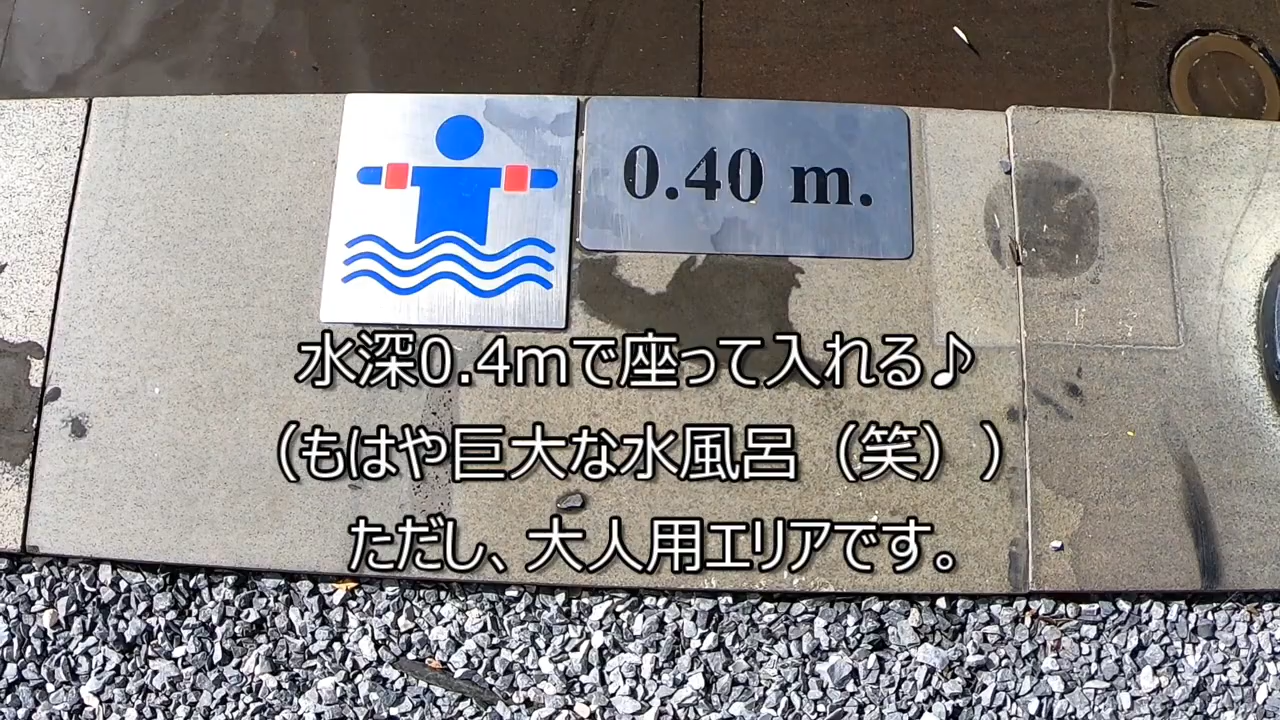 0.40 m.
水深0.4mで座って入れる♪
（もはや巨大な水風呂（笑））
ただし、大人用エリアです。